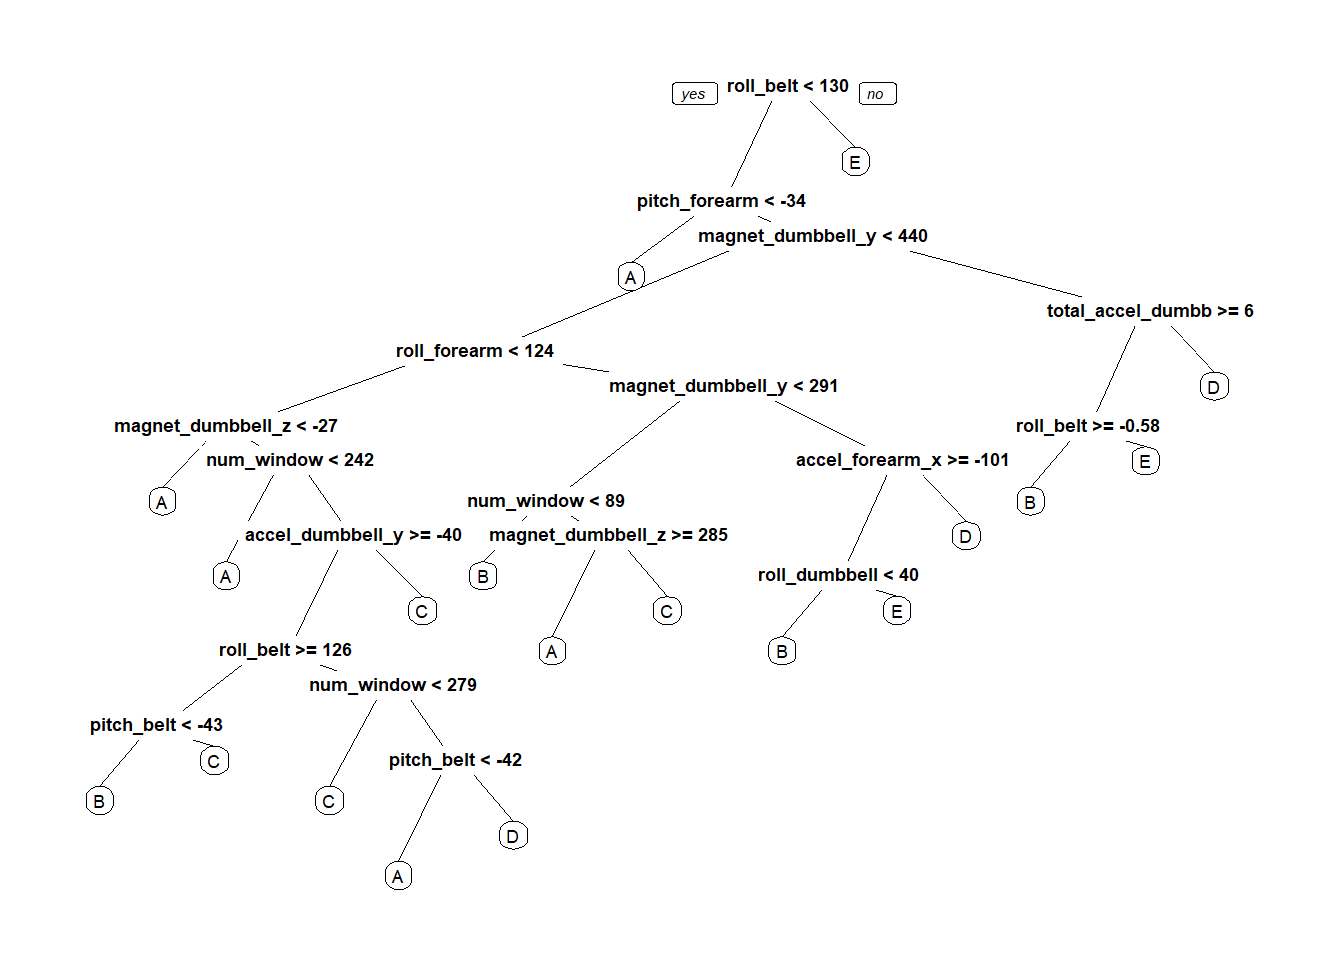 yes roll_belt < 130 no
E
pitch_forearm < -34
magnet_dumbbell_y < 440
A
total_accel_dumbb >= 6
roll_forearm < 124
magnet_dumbbell_y < 291
D
magnet_dumbbell_z < -27
roll_belt >= -0.58
num_window < 242
accel_forearm_x >= -101
E
A
num_window < 89
B
accel_dumbbell_y >= -40
magnet_dumbbell_z >= 285
D
A
B
roll_dumbbell < 40
C
C
E
roll_belt >= 126
A
B
num_window < 279
pitch_belt < -43
C
pitch_belt < -42
B
C
D
A